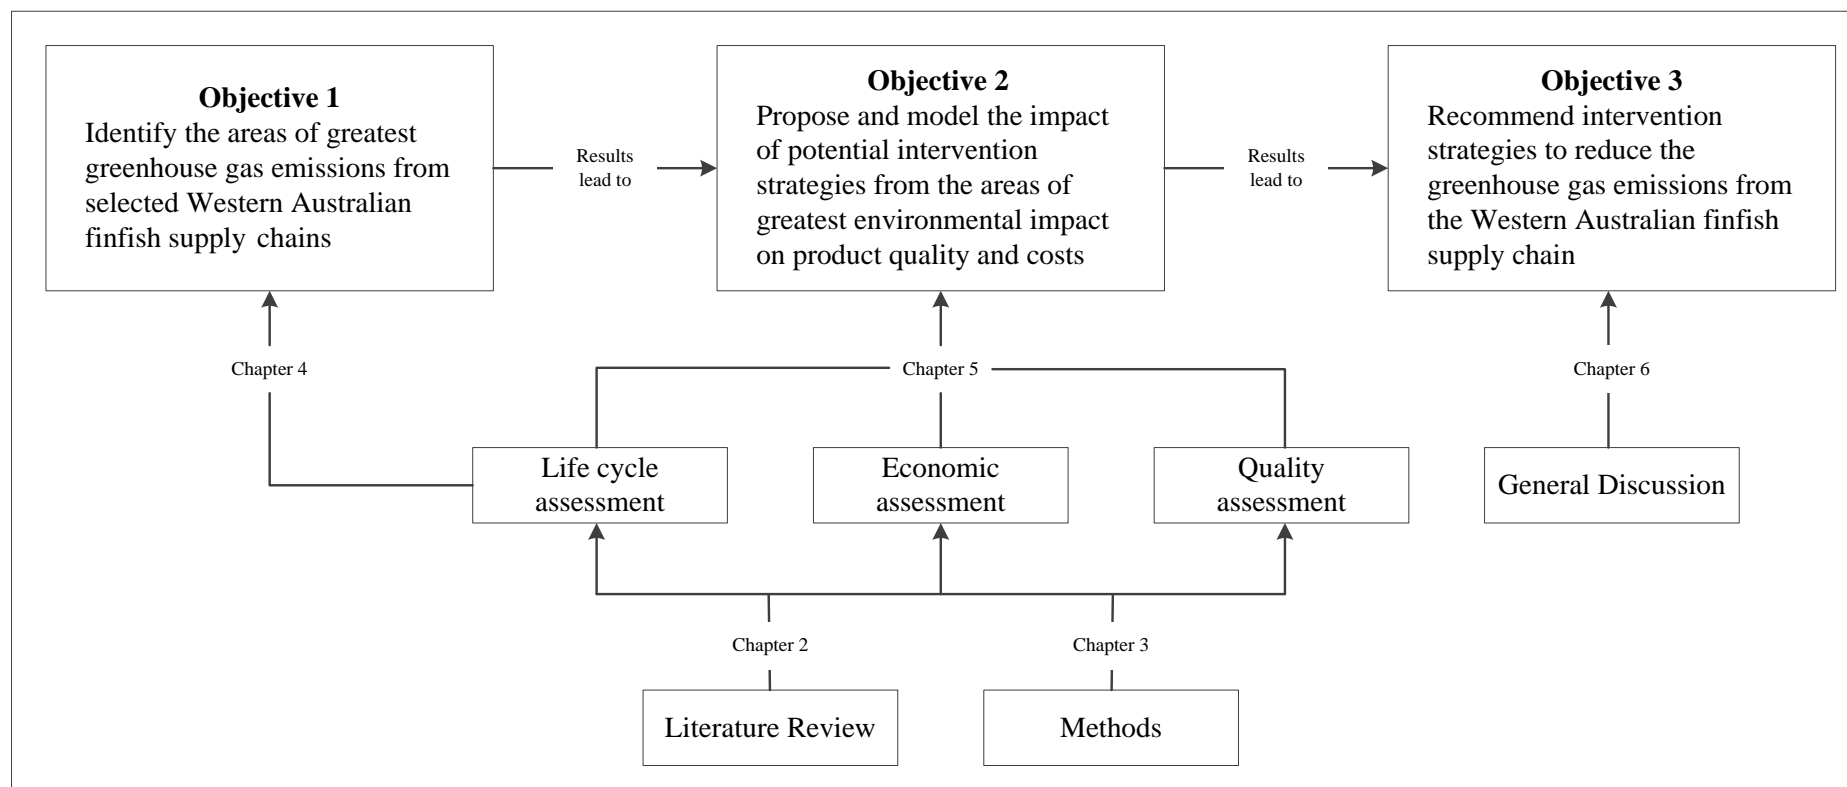 Objective 1
Identify the areas of greatest
greenhouse gas emissions from
selected Western Australian
finfish supply chains
Results
lead to
Objective 2
Propose and model the impact
of potential intervention
strategies from the areas of
greatest environmental impact
on product quality and costs
Results
lead to
Objective 3
Recommend intervention
strategies to reduce the
greenhouse gas emissions from
the Western Australian finfish
supply chain
Chapter 4
Chapter 5
Chapter 6
Life cycle
assessment
Economic
assessment
Quality
assessment
General Discussion
Chapter 2
Chapter 3
Literature Review
Methods